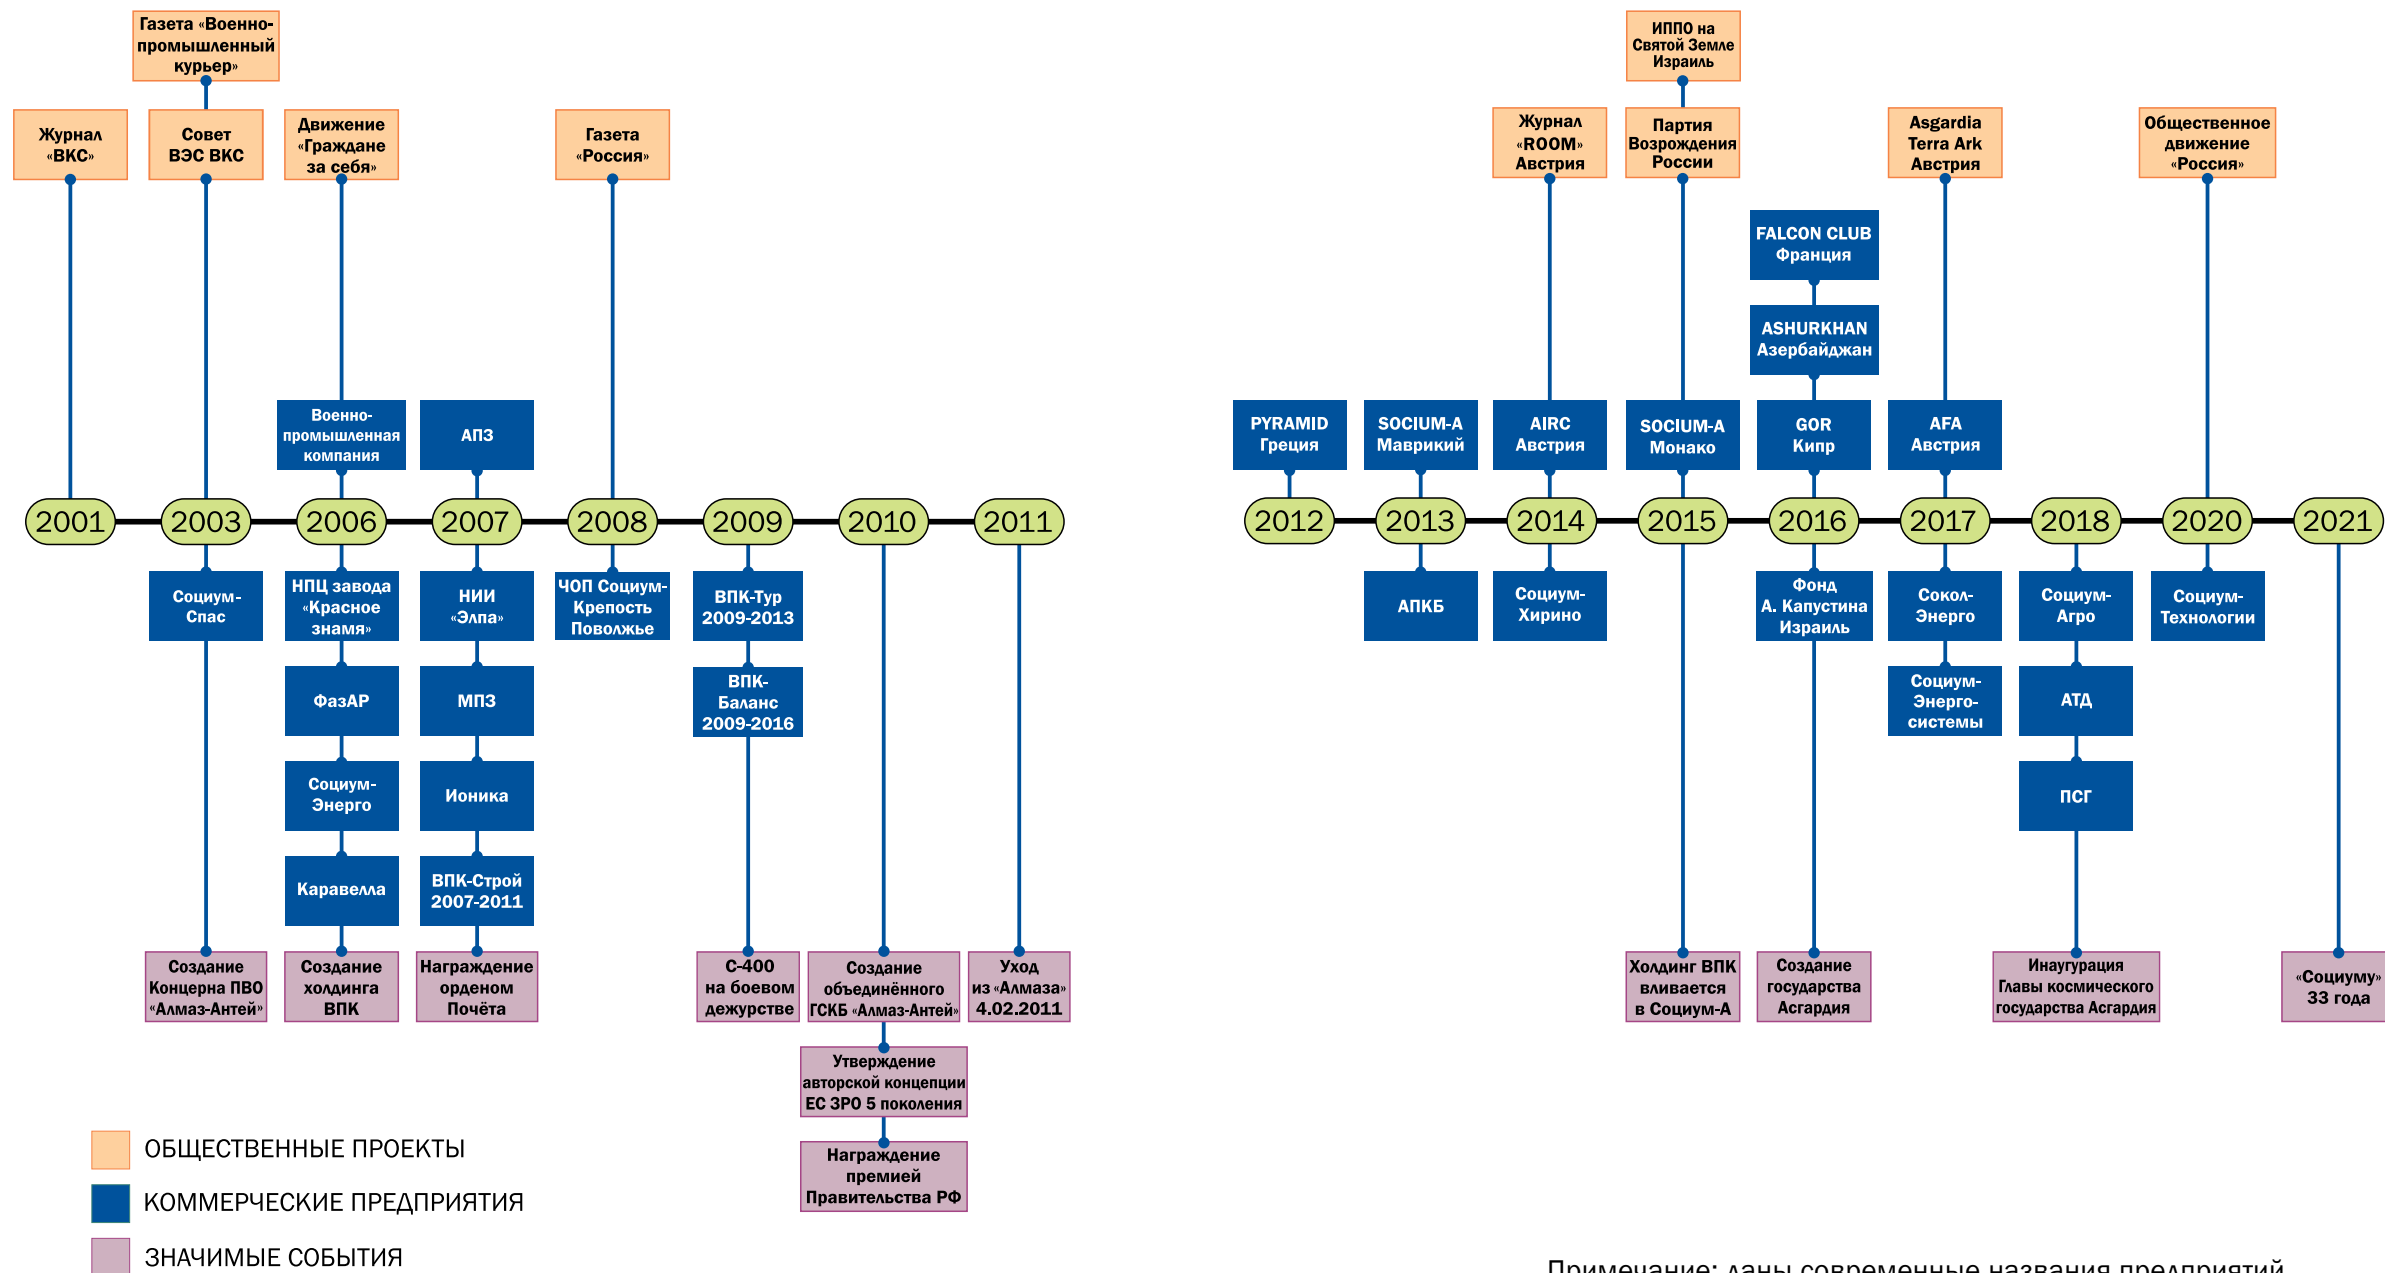 Газета «Военно-
промышленный
курьер»
Журнал
«ВКС»
Совет
ВЭС ВКС
Движение
«Граждане
за себя»
Газета
«Россия»
Военно-
промышленная
компания
АПЗ
2001
2003
2006
2007
2008
2009
2010
2011
Социум-
Спас
НПЦ завода
«Красное
знамя»
НИИ
«Элпа»
ЧОП Социум-
Крепость
Поволжье
ВПК-Тур
2009-2013
ФазАР
МПЗ
ВПК-
Баланс
2009-2016
Социум-
Энерго
Ионика
Каравелла
ВПК-Строй
2007-2011
Создание
Концерна ПВО
«Алмаз-Антей»
Создание
холдинга
ВПК
Награждение
орденом
Почёта
С-400
на боевом
дежурстве
Создание
объединённого
ГСКБ «Алмаз-Антей»
Уход
из «Алмаза»
4.02.2011
Утверждение
авторской концепции
ЕС ЗРО 5 поколения
Награждение
премией
Правительства РФ
ОБЩЕСТВЕННЫЕ ПРОЕКТЫ
КОММЕРЧЕСКИЕ ПРЕДПРИЯТИЯ
ЗНАЧИМЫЕ СОБЫТИЯ
ИППО на
Святой Земле
Израиль
Журнал
«ROOM»
Австрия
Партия
Возрождения
России
Asgardia
Terra Ark
Австрия
Общественное
движение
«Россия»
FALCON CLUB
Франция
ASHURKHAN
Азербайджан
PYRAMID
Греция
SOCIUM-A
Маврикий
AIRC
Австрия
SOCIUM-A
Монако
GOR
Кипр
AFA
Австрия
2012
2013
2014
2015
2016
2017
2018
2020
2021
АПКБ
Социум-
Хирино
Фонд
А. Капустина
Израиль
Сокол-
Энерго
Социум-
Агро
Социум-
Технологии
Социум-
Энерго-
системы
АТД
ПСГ
Холдинг ВПК
вливается
в Социум-А
Создание
государства
Асгардия
Инаугурация
Главы космического
государства Асгардия
«Социуму»
33 года
Примечание: даны современные названия предприятий